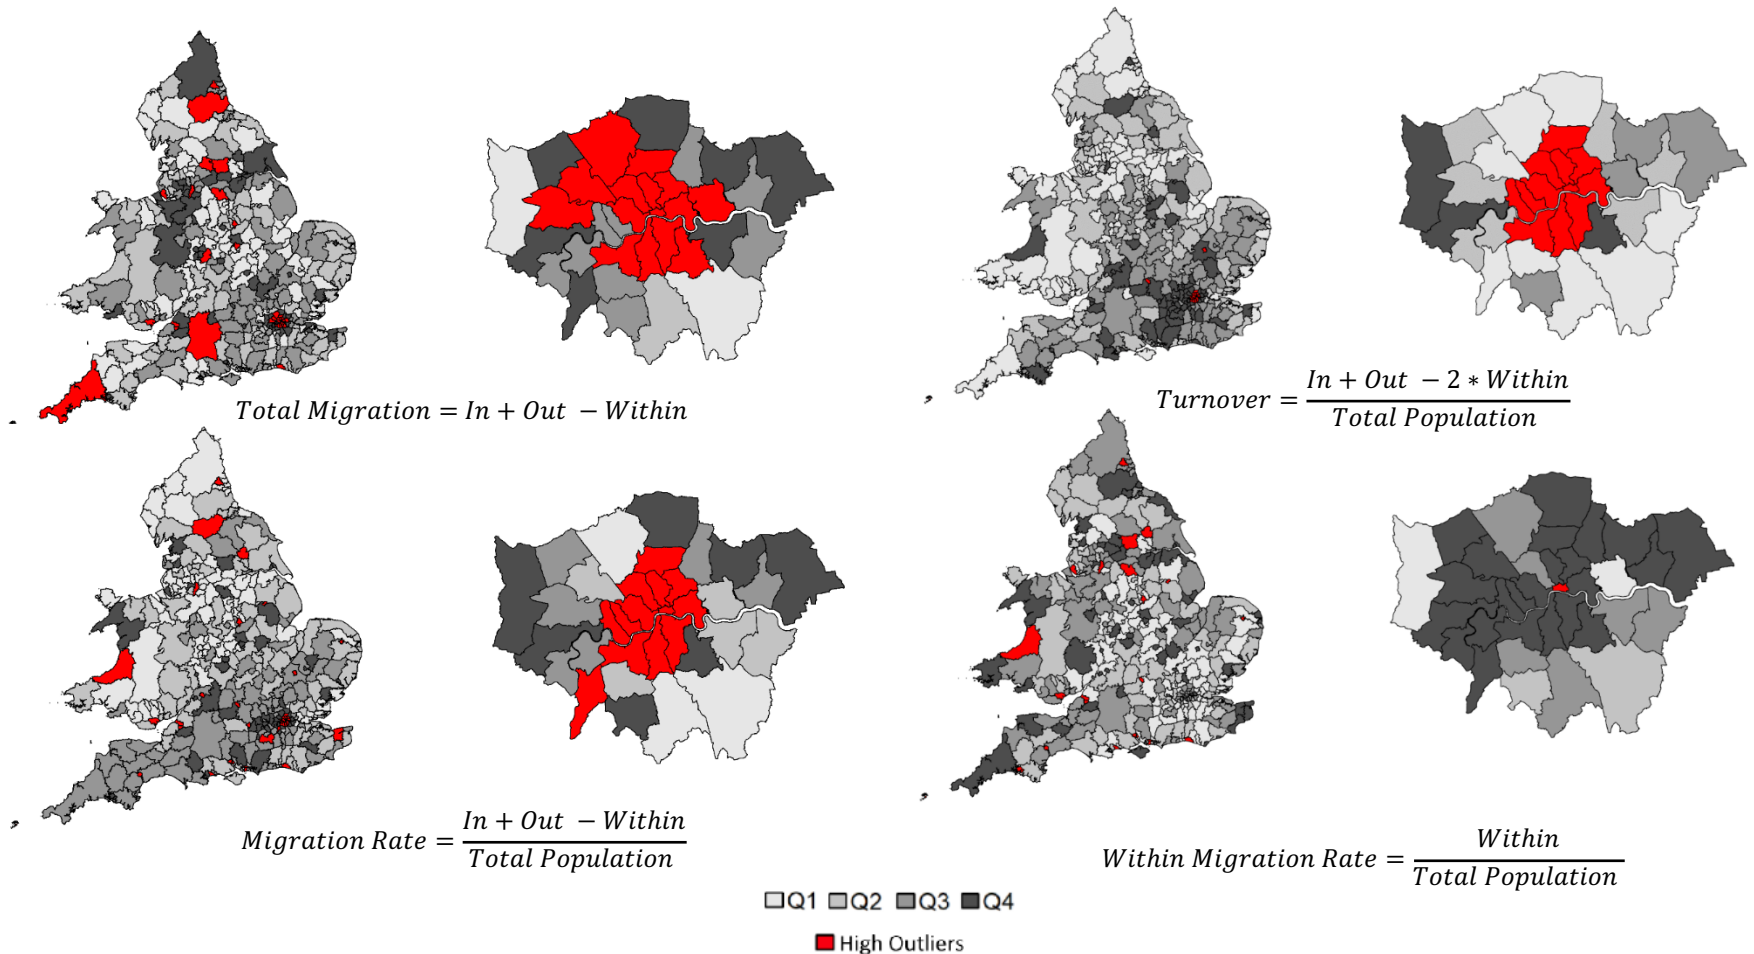 Total Migration = In + Out − Within
Turnover = In + Out − 2 * Within
Total Population
Migration Rate = In + Out − Within
Total Population
Within Migration Rate = Within
Total Population
Q1 Q2 Q3 Q4
High Outliers